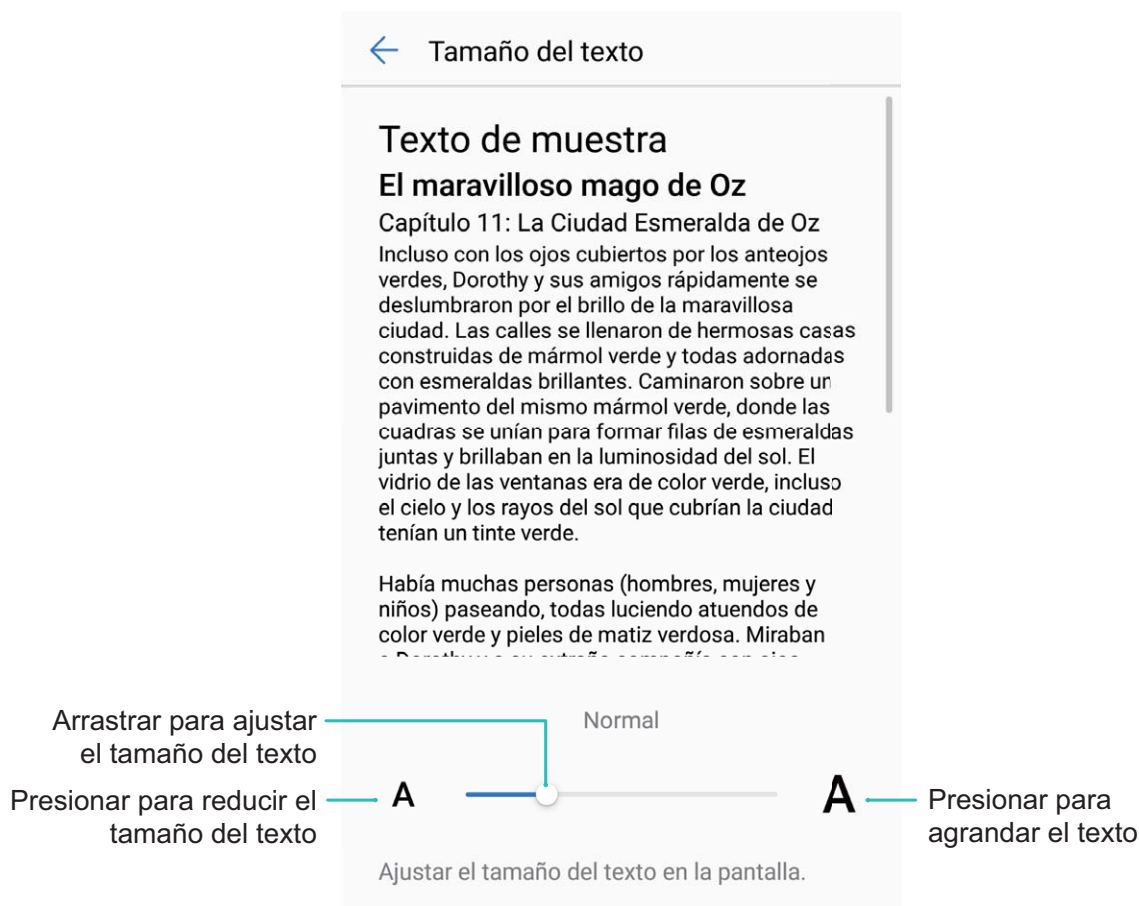 Tamaño del texto
Texto de muestra
El maravilloso mago de Oz
Capítulo 11: La Ciudad Esmeralda de Oz
Incluso con los ojos cubiertos por los anteojos
verdes, Dorothy y sus amigos rápidamente se
deslumbraron por el brillo de la maravillosa
ciudad. Las calles se llenaron de hermosas casas
construidas de mármol verde y todas adornadas
con esmeraldas brillantes. Caminaron sobre un
pavimento del mismo mármol verde, donde las
cuadras se unían para formar filas de esmeraldas
juntas y brillaban en la luminosidad del sol. El
vidrio de las ventanas era de color verde, incluso
el cielo y los rayos del sol que cubrían la ciudad
tenían un tinte verde.
Había muchas personas (hombres, mujeres y
niños) paseando, todas luciendo atuendos de
color verde y pieles de matiz verdosa. Miraban
Normal
Arrastrar para ajustar
el tamaño del texto
Presionar para reducir el
tamaño del texto
A
A
Presionar para
agrandar el texto
Ajustar el tamaño del texto en la pantalla.